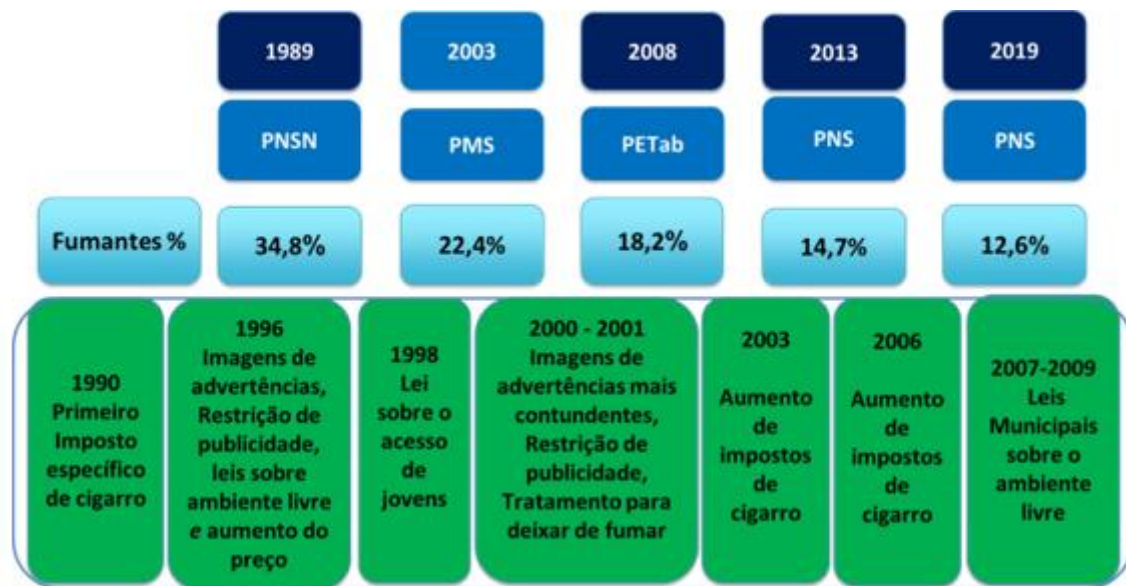 1989
2003
2008
2013
2019
PNSN
PMS
PETab
PNS
PNS
Fumantes %
34,8%
22,4%
18,2%
14,7%
12,6%
1990
Primeiro
Imposto
específico
de cigarro
1996
Imagens de
advertências,
Restrição de
publicidade,
leis sobre
ambiente livre
e aumento do
preço
1998
Lei
sobre o
acesso
de
jovens
2000 - 2001
Imagens de
advertências mais
contundentes,
Restrição de
publicidade,
Tratamento para
deixar de fumar
2003
Aumento
de
impostos
de
cigarro
2006
Aumento
de
impostos
de
cigarro
2007-2009
Leis
Municipais
sobre o
ambiente
livre